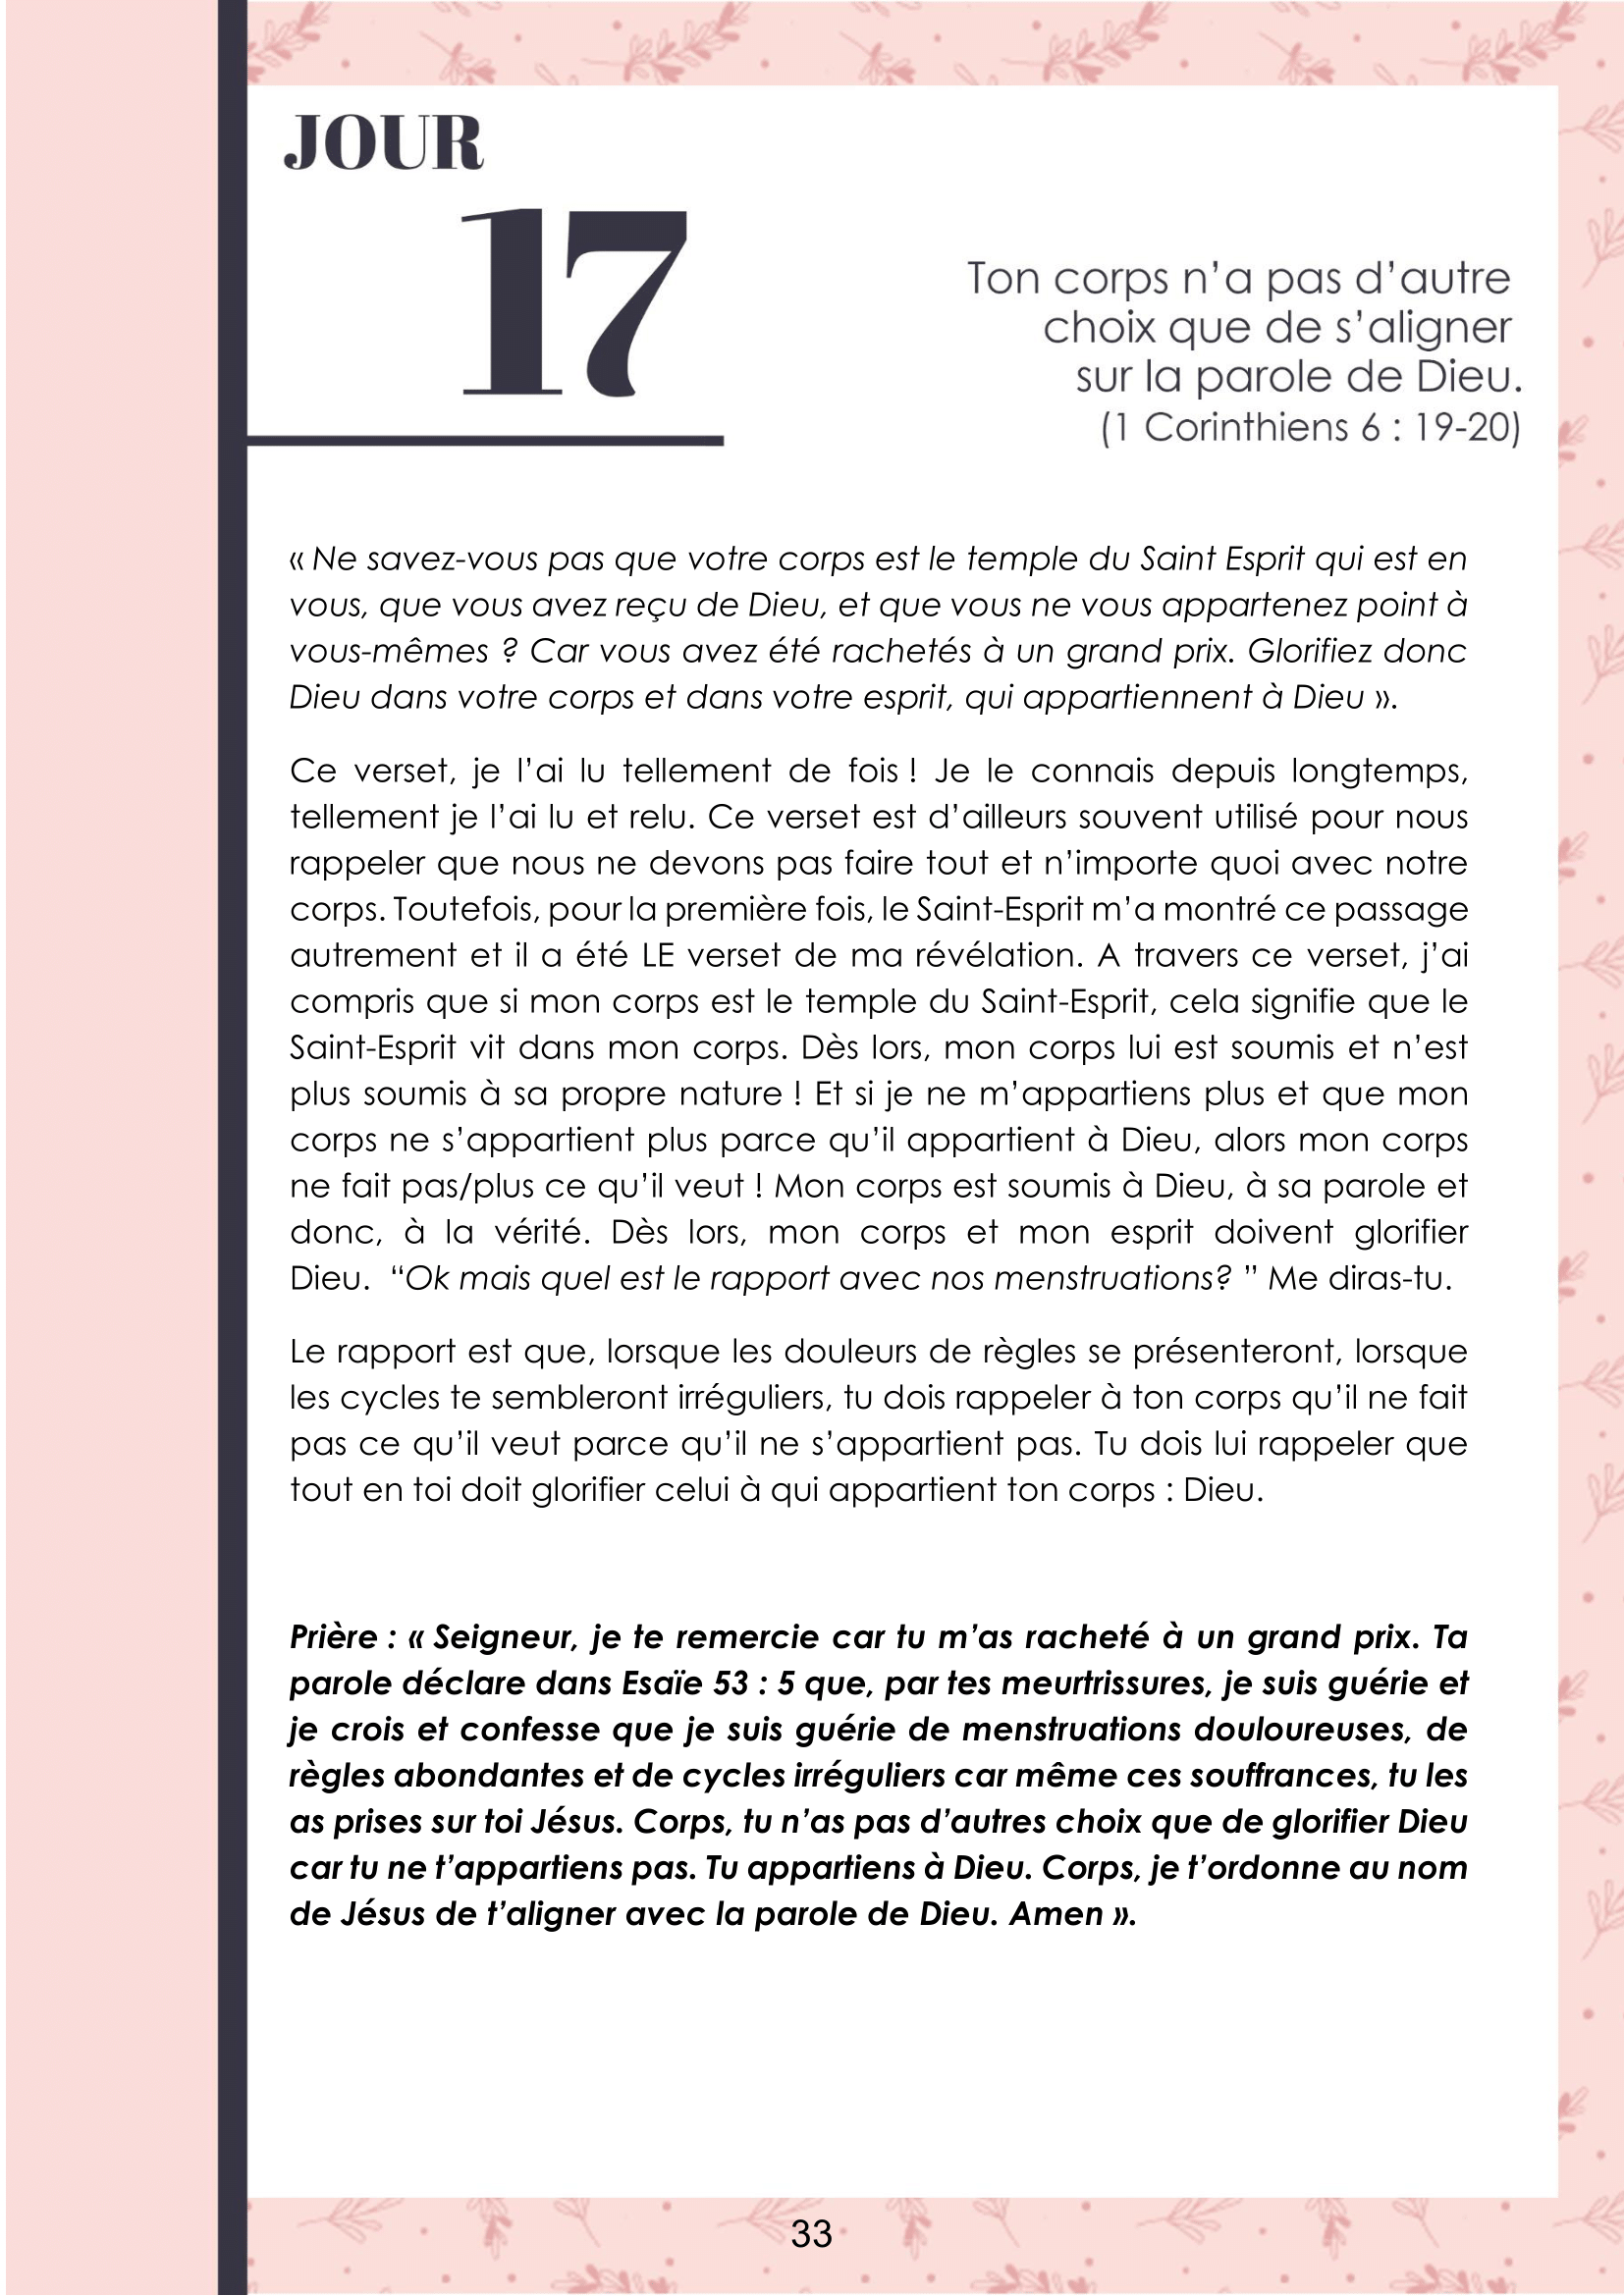 JOUR
17
Ton corps n’a pas d’autre
choix que de s’aligner
sur la parole de Dieu.
(1 Corinthiens 6 : 19-20)
« Ne savez-vous pas que votre corps est le temple du Saint Esprit qui est en
vous, que vous avez reçu de Dieu, et que vous ne vous appartenez point à
vous-mêmes ? Car vous avez été rachetés à un grand prix. Glorifiez donc
Dieu dans votre corps et dans votre esprit, qui appartiennent à Dieu ».
Ce verset, je l’ai lu tellement de fois ! Je le connais depuis longtemps,
tellement je l’ai lu et relu. Ce verset est d’ailleurs souvent utilisé pour nous
rappeler que nous ne devons pas faire tout et n’importe quoi avec notre
corps. Toutefois, pour la première fois, le Saint-Esprit m’a montré ce passage
autrement et il a été LE verset de ma révélation. A travers ce verset, j’ai
compris que si mon corps est le temple du Saint-Esprit, cela signifie que le
Saint-Esprit vit dans mon corps. Dès lors, mon corps lui est soumis et n’est
plus soumis à sa propre nature ! Et si je ne m’appartiens plus et que mon
corps ne s’appartient plus parce qu’il appartient à Dieu, alors mon corps
ne fait pas/plus ce qu’il veut ! Mon corps est soumis à Dieu, à sa parole et
donc, à la vérité. Dès lors, mon corps et mon esprit doivent glorifier
Dieu. “Ok mais quel est le rapport avec nos menstruations? ” Me diras-tu.
Le rapport est que, lorsque les douleurs de règles se présenteront, lorsque
les cycles te sembleront irréguliers, tu dois rappeler à ton corps qu’il ne fait
pas ce qu’il veut parce qu’il ne s’appartient pas. Tu dois lui rappeler que
tout en toi doit glorifier celui à qui appartient ton corps : Dieu.
Prière : « Seigneur, je te remercie car tu m’as racheté à un grand prix. Ta
parole déclare dans Esaïe 53 : 5 que, par tes meurtrissures, je suis guérie et
je crois et confesse que je suis guérie de menstruations douloureuses, de
règles abondantes et de cycles irréguliers car même ces souffrances, tu les
as prises sur toi Jésus. Corps, tu n’as pas d’autres choix que de glorifier Dieu
car tu ne t’appartiens pas. Tu appartiens à Dieu. Corps, je t’ordonne au nom
de Jésus de t’aligner avec la parole de Dieu. Amen ».
33